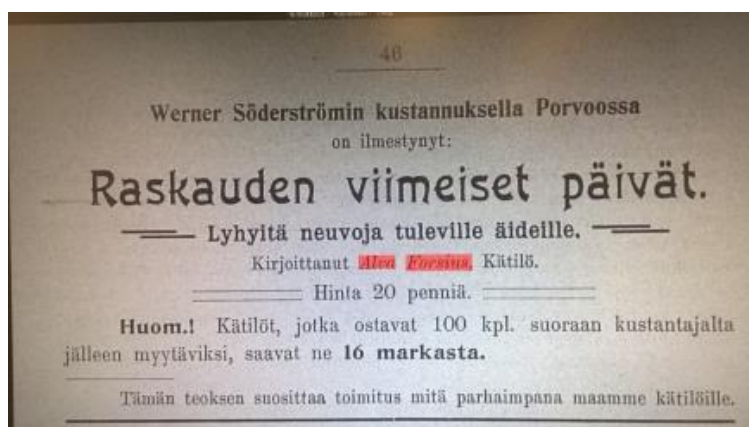 46
Werner Söderströmin kustannuksella Porvoossa
on ilmestynyt:
Raskauden viimeiset päivät.
Lyhyitä neuvoja tuleville äideille.
Kirjoittanut Alva Forsius, Kätilö.
Hinta 20 penniä.
Huom.! Kätilöt, jotka ostavat 100 kpl. suoraan kustantajalta
jälleen myytäviksi, saavat ne 16 markasta.
Tämän teoksen suosittaa toimitus mitä parhaimpana maamme kätilöille.